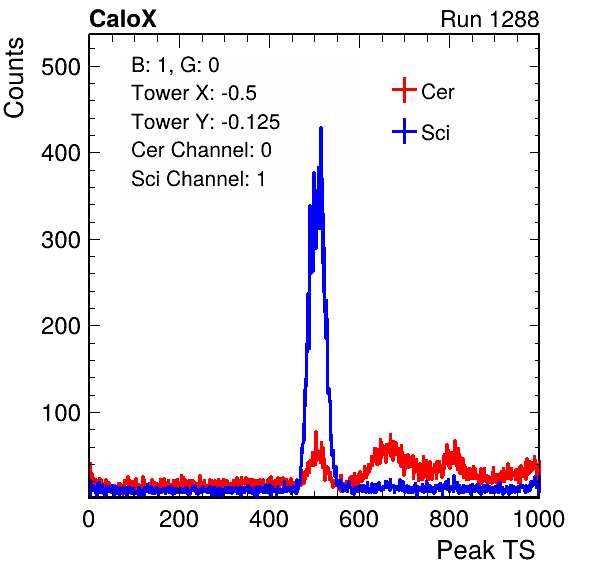 CaloX Run 1288
Counts
500
400
300
200
100
B: 1, G: 0
Tower X: -0.5
Tower Y: -0.125
Cer Channel: 0
Sci Channel: 1
Cer
Sci
0 200 400 600 800 1000
Peak TS